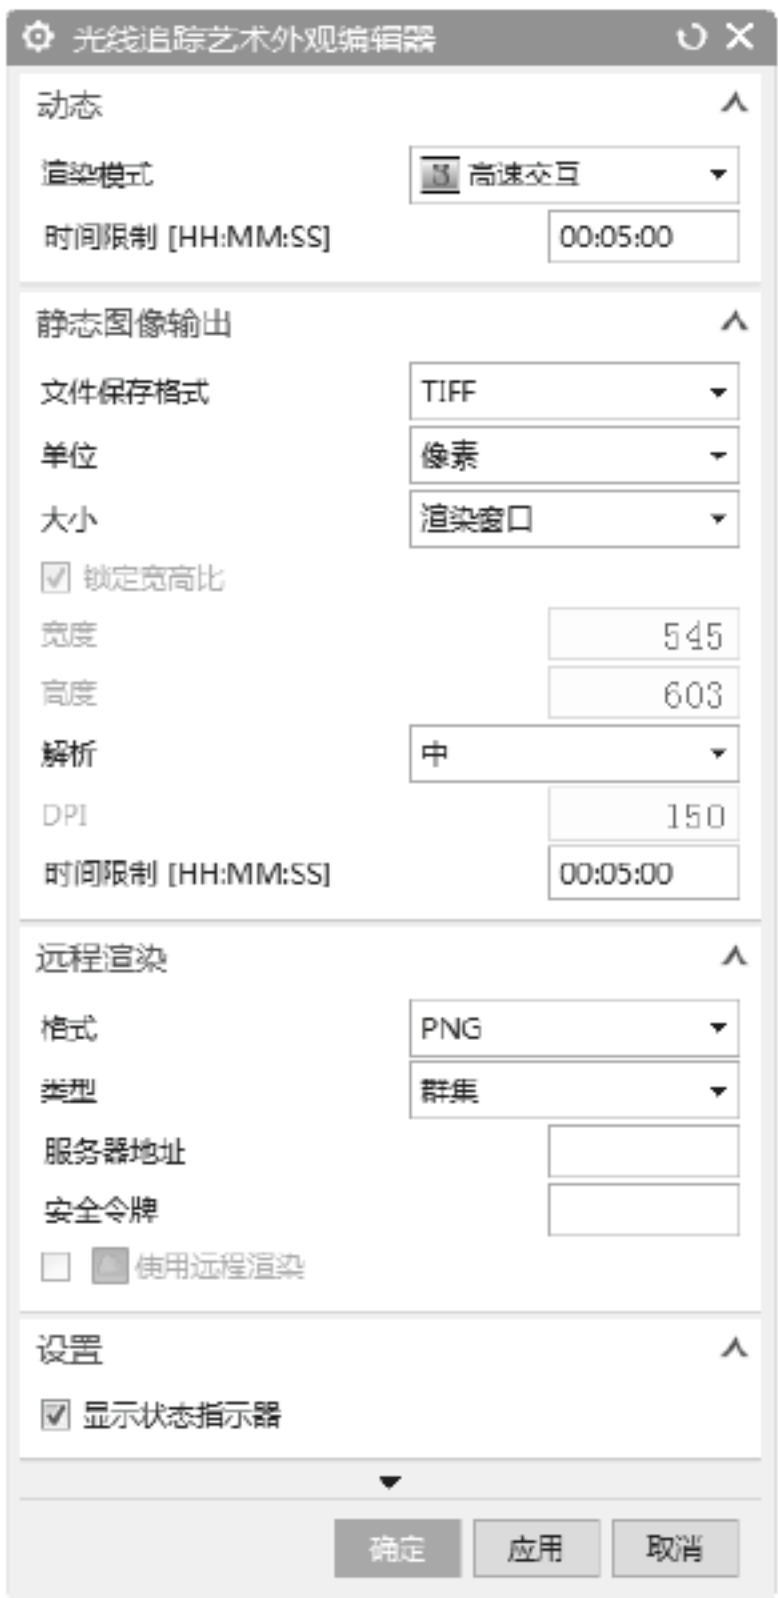 光线追踪艺术外观编辑器
动态
渲染模式 高速交互
时间限制 [HH:MM:SS] 00:05:00
静态图像输出
文件保存格式 TIFF
单位 像素
大小 渲染窗口
锁定宽高比
宽度 545
高度 603
解析 中
DPI 150
时间限制 [HH:MM:SS] 00:05:00
远程渲染
格式 PNG
类型 群集
服务器地址
安全令牌
使用远程渲染
设置
显示状态指示器
确定 应用 取消